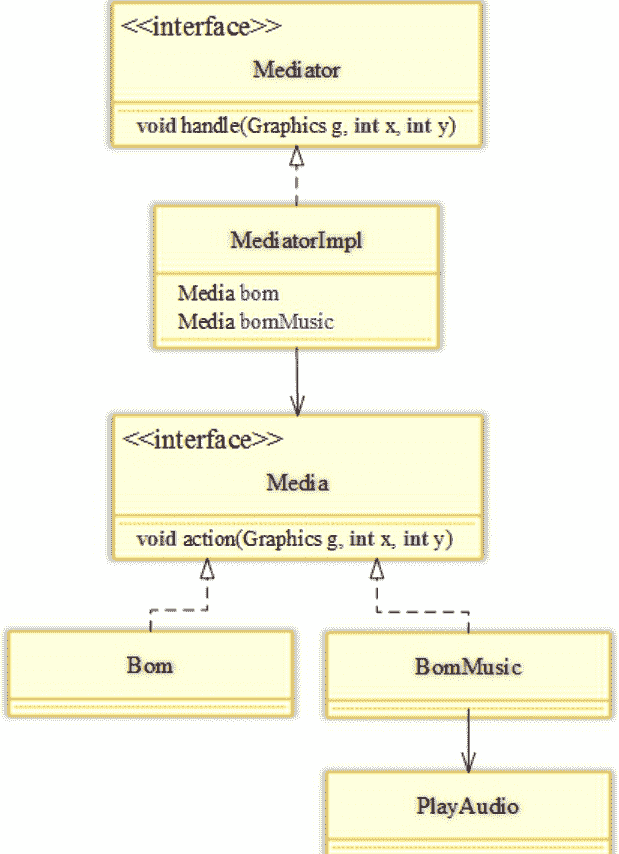 <<interface>>
Mediator
void handle(Graphics g, int x, int y)
MediatorImpl
Media bom
Media bomMusic
<<interface>>
Media
void action(Graphics g, int x, int y)
Bom
BomMusic
PlayAudio